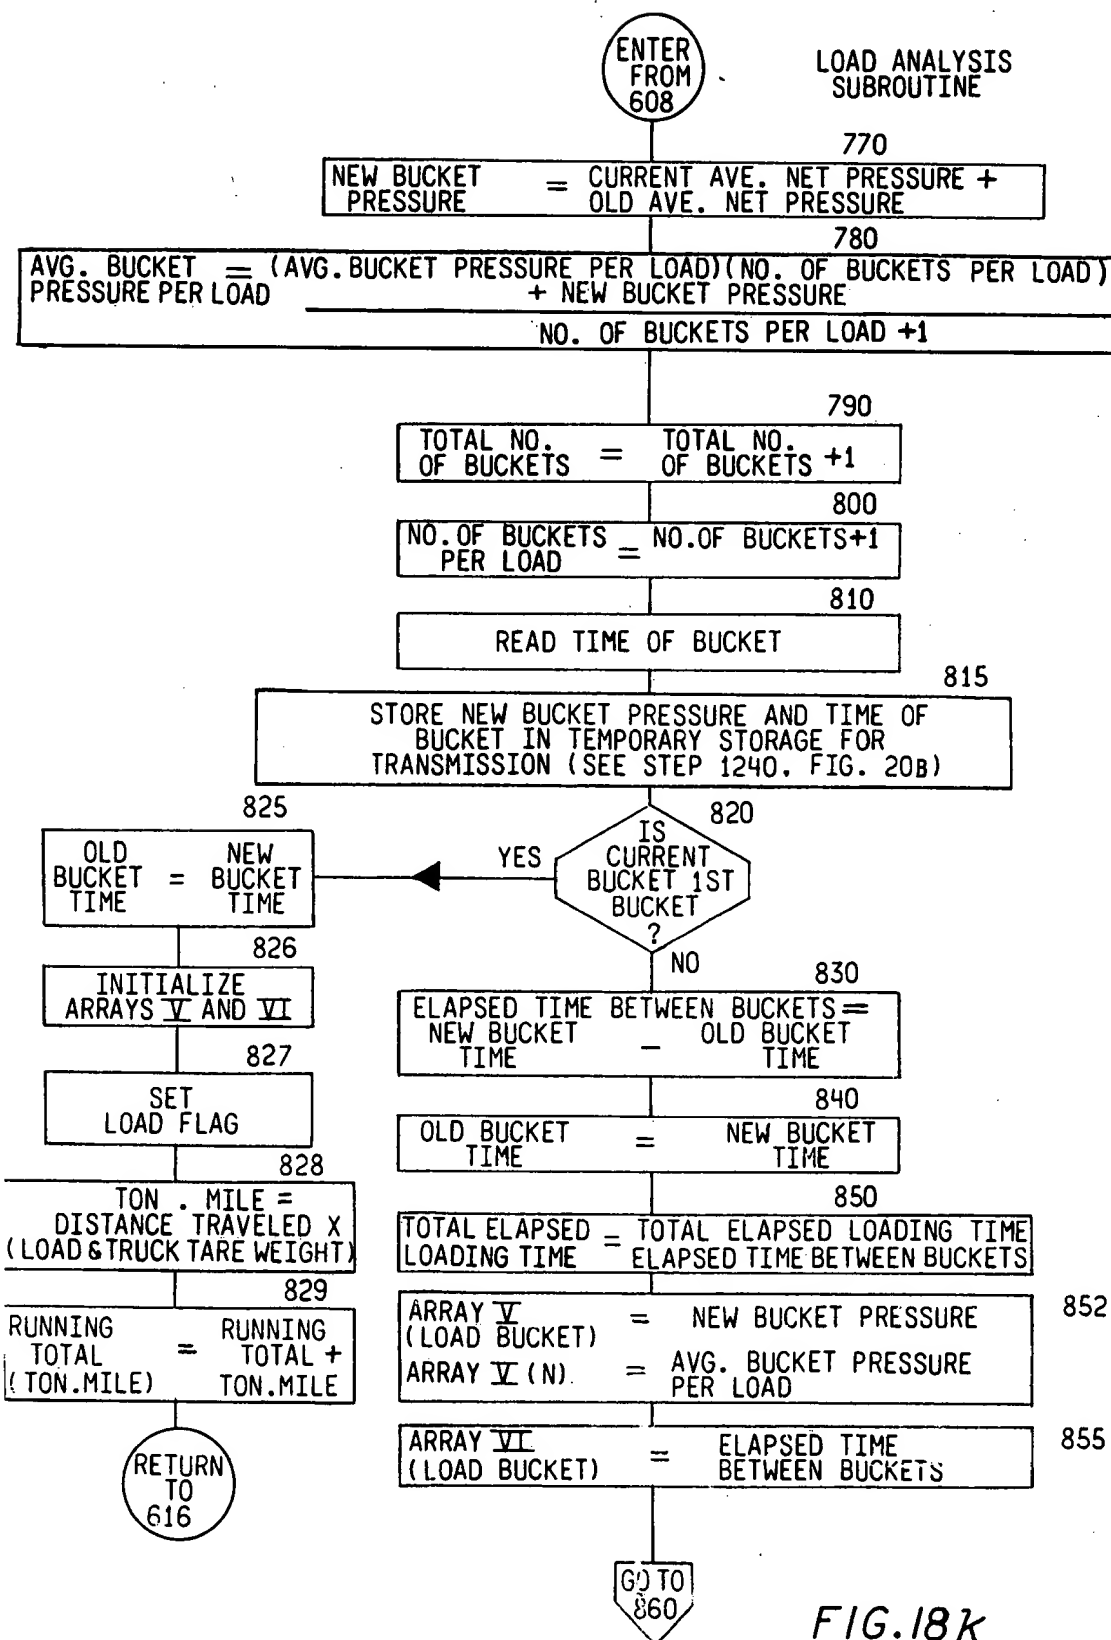 ENTER
FROM
608
LOAD ANALYSIS
SUBROUTINE
770
NEW BUCKET = CURRENT AVE. NET PRESSURE +
PRESSURE OLD AVE. NET PRESSURE
780
AVG. BUCKET = (AVG. BUCKET PRESSURE PER LOAD)(NO. OF BUCKETS PER LOAD)
PRESSURE PER LOAD + NEW BUCKET PRESSURE
NO. OF BUCKETS PER LOAD +1
790
TOTAL NO. = TOTAL NO. +1
OF BUCKETS OF BUCKETS
800
NO. OF BUCKETS = NO. OF BUCKETS+1
PER LOAD
810
READ TIME OF BUCKET
815
STORE NEW BUCKET PRESSURE AND TIME OF
BUCKET IN TEMPORARY STORAGE FOR
TRANSMISSION (SEE STEP 1240. FIG. 20B)
820
IS
CURRENT
BUCKET 1ST
BUCKET
?
YES
825
OLD NEW
BUCKET = BUCKET
TIME TIME
826
INITIALIZE
ARRAYS V AND VI
827
SET
LOAD FLAG
828
TON . MILE =
DISTANCE TRAVELED X
(LOAD & TRUCK TARE WEIGHT)
829
RUNNING RUNNING
TOTAL = TOTAL +
(TON.MILE) TON.MILE
RETURN
TO
616
NO
830
ELAPSED TIME BETWEEN BUCKETS =
NEW BUCKET - OLD BUCKET
TIME TIME
840
OLD BUCKET = NEW BUCKET
TIME TIME
850
TOTAL ELAPSED = TOTAL ELAPSED LOADING TIME
LOADING TIME ELAPSED TIME BETWEEN BUCKETS
852
ARRAY V = NEW BUCKET PRESSURE
(LOAD BUCKET)
ARRAY V (N). = AVG. BUCKET PRESSURE
PER LOAD
855
ARRAY VI = ELAPSED TIME
(LOAD BUCKET) BETWEEN BUCKETS
GO TO
860
FIG.18K